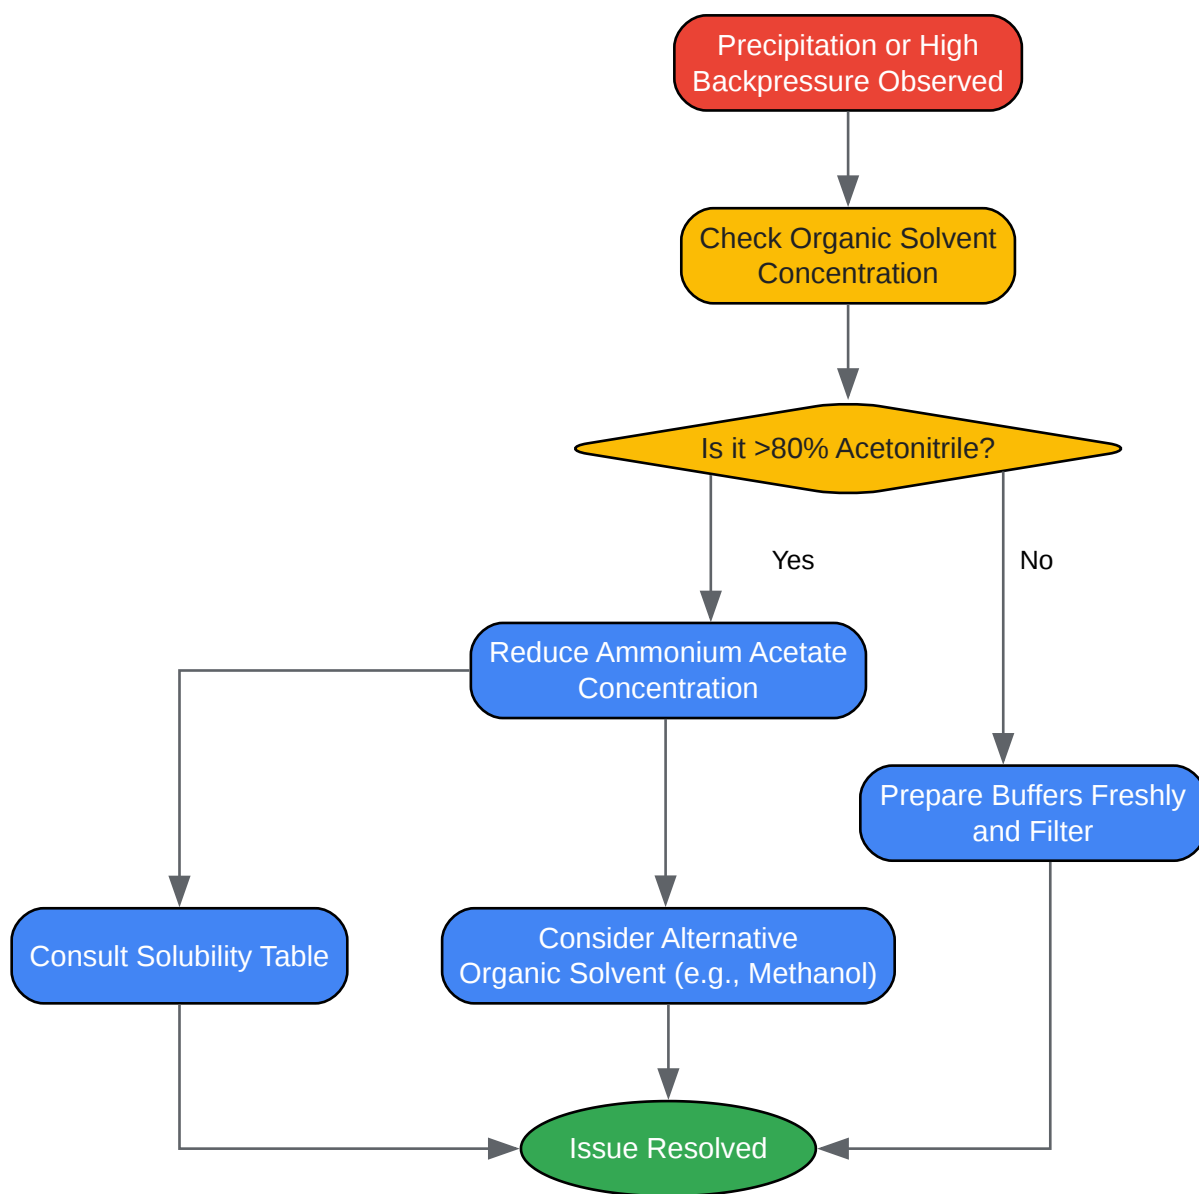 Precipitation or High
Backpressure Observed
Check Organic Solvent
Concentration
Is it >80% Acetonitrile?
Yes
No
Reduce Ammonium Acetate
Concentration
Prepare Buffers Freshly
and Filter
Consult Solubility Table
Consider Alternative
Organic Solvent (e.g., Methanol)
Issue Resolved